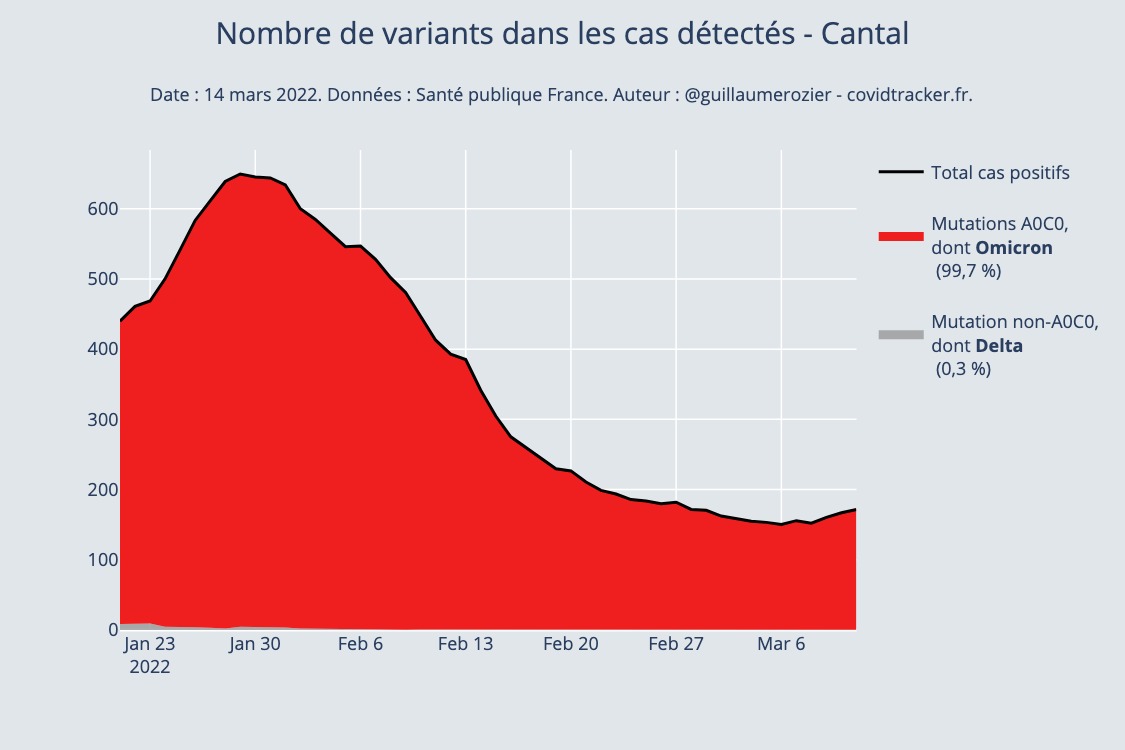 Nombre de variants dans les cas détectés - Cantal
Date : 14 mars 2022. Données : Santé publique France. Auteur : @guillaumerozier - covidtracker.fr.
Total cas positifs
Mutations A0C0,
dont Omicron
(99,7 %)
Mutation non-A0C0,
dont Delta
(0,3 %)
600
500
400
300
200
100
0
Jan 23 Jan 30 Feb 6 Feb 13 Feb 20 Feb 27 Mar 6
2022